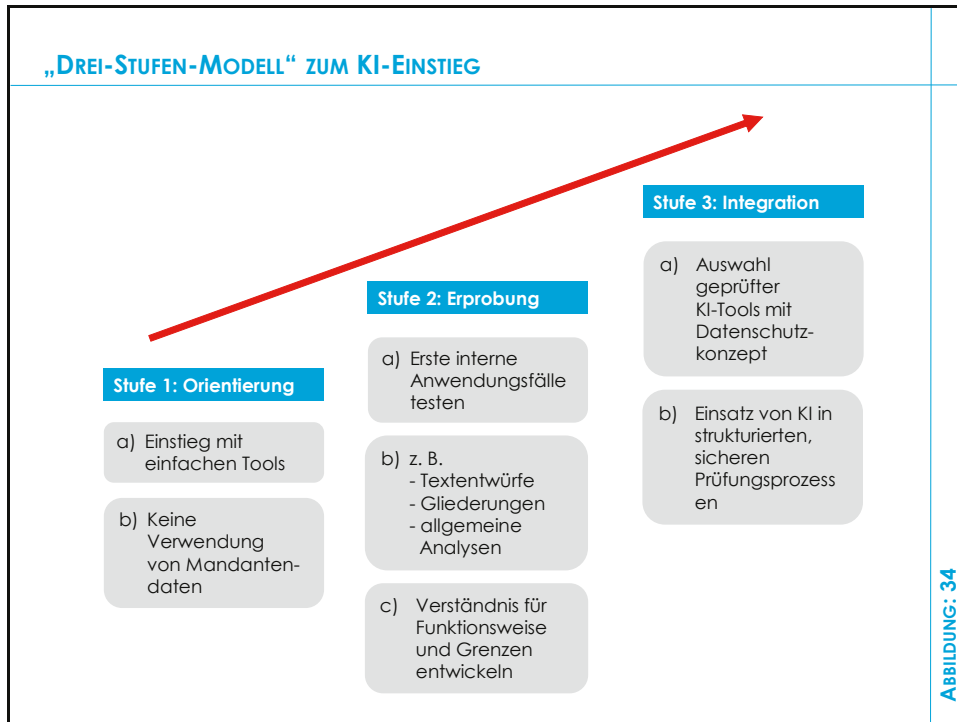 „DREI-STUFEN-MODELL“ ZUM KI-EINSTIEG
Stufe 1: Orientierung
a) Einstieg mit
einfachen Tools
b) Keine
Verwendung
von Mandanten-
daten
Stufe 2: Erprobung
a) Erste interne
Anwendungsfälle
testen
b) z. B.
- Textentwürfe
- Gliederungen
- allgemeine
Analysen
c) Verständnis für
Funktionsweise
und Grenzen
entwickeln
Stufe 3: Integration
a) Auswahl
geprüfter
KI-Tools mit
Datenschutz-
konzept
b) Einsatz von KI in
strukturierten,
sicheren
Prüfungsprozess
en
ABBILDUNG: 34